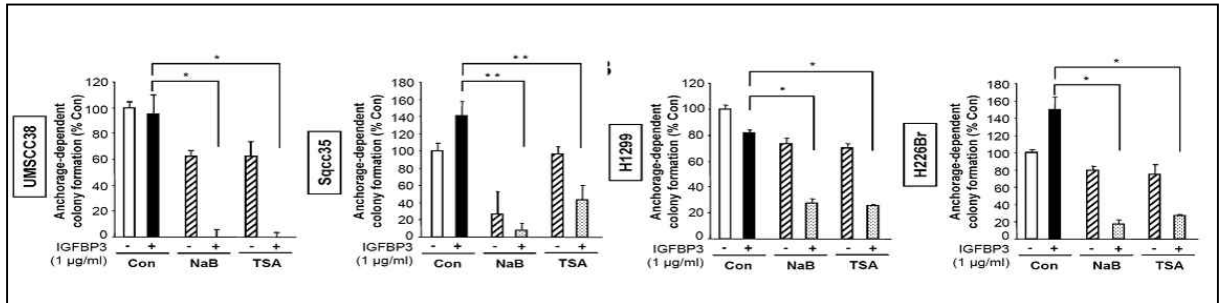 UMSCC38
Anchorage-dependent
colony formation (% Con)
120
100
80
60
40
20
0
* *
IGFBP3 - + - + - +
(1 µg/ml) Con NaB TSA
Sqcc35
Anchorage-dependent
colony formation (% Con)
180
160
140
120
100
80
60
40
20
0
** **
IGFBP3 - + - + - +
(1 µg/ml) Con NaB TSA
H1299
Anchorage-dependent
colony formation (% Con)
120
100
80
60
40
20
0
* *
IGFBP3 - + - + - +
(1 µg/ml) Con NaB TSA
H226Br
Anchorage-dependent
colony formation (% Con)
180
160
140
120
100
80
60
40
20
0
* *
IGFBP3 - + - + - +
(1 µg/ml) Con NaB TSA